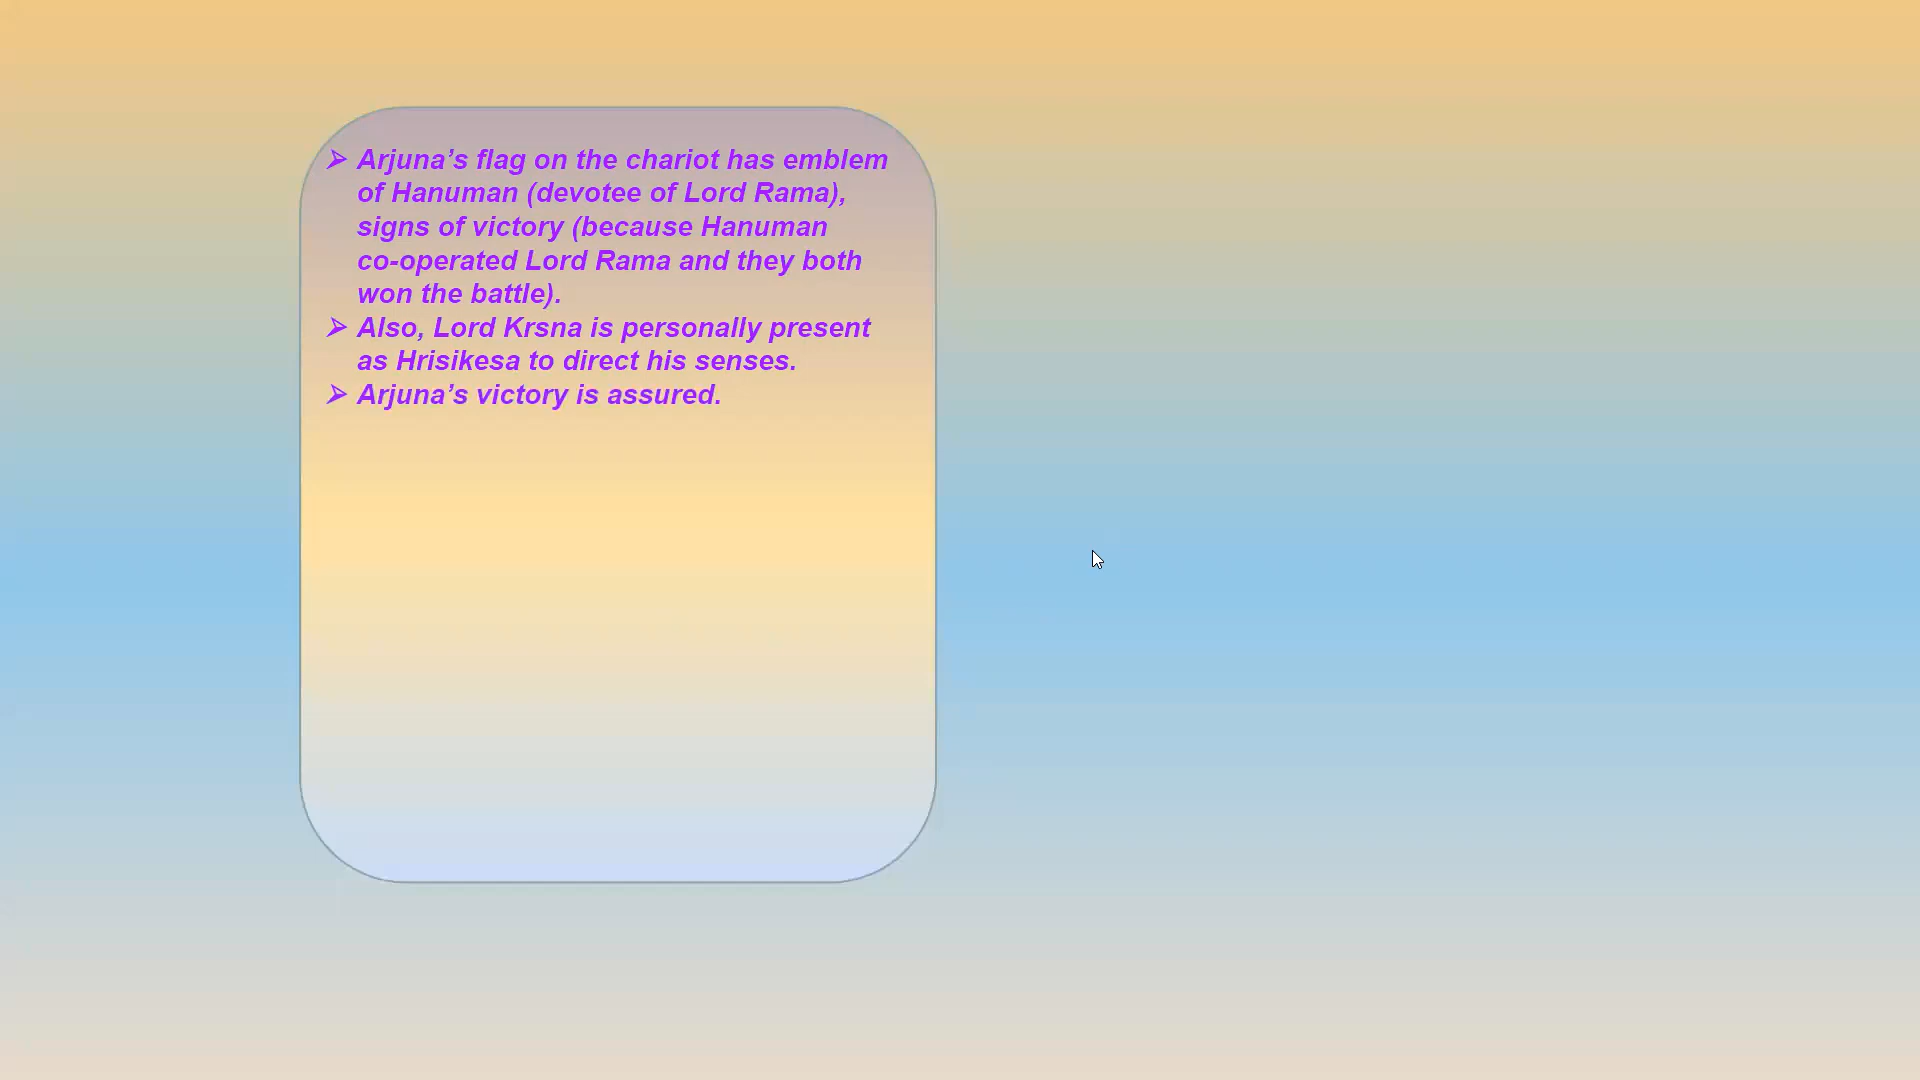 ➢ Arjuna’s flag on the chariot has emblem
of Hanuman (devotee of Lord Rama),
signs of victory (because Hanuman
co-operated Lord Rama and they both
won the battle).
➢ Also, Lord Krsna is personally present
as Hrisikesa to direct his senses.
➢ Arjuna’s victory is assured.